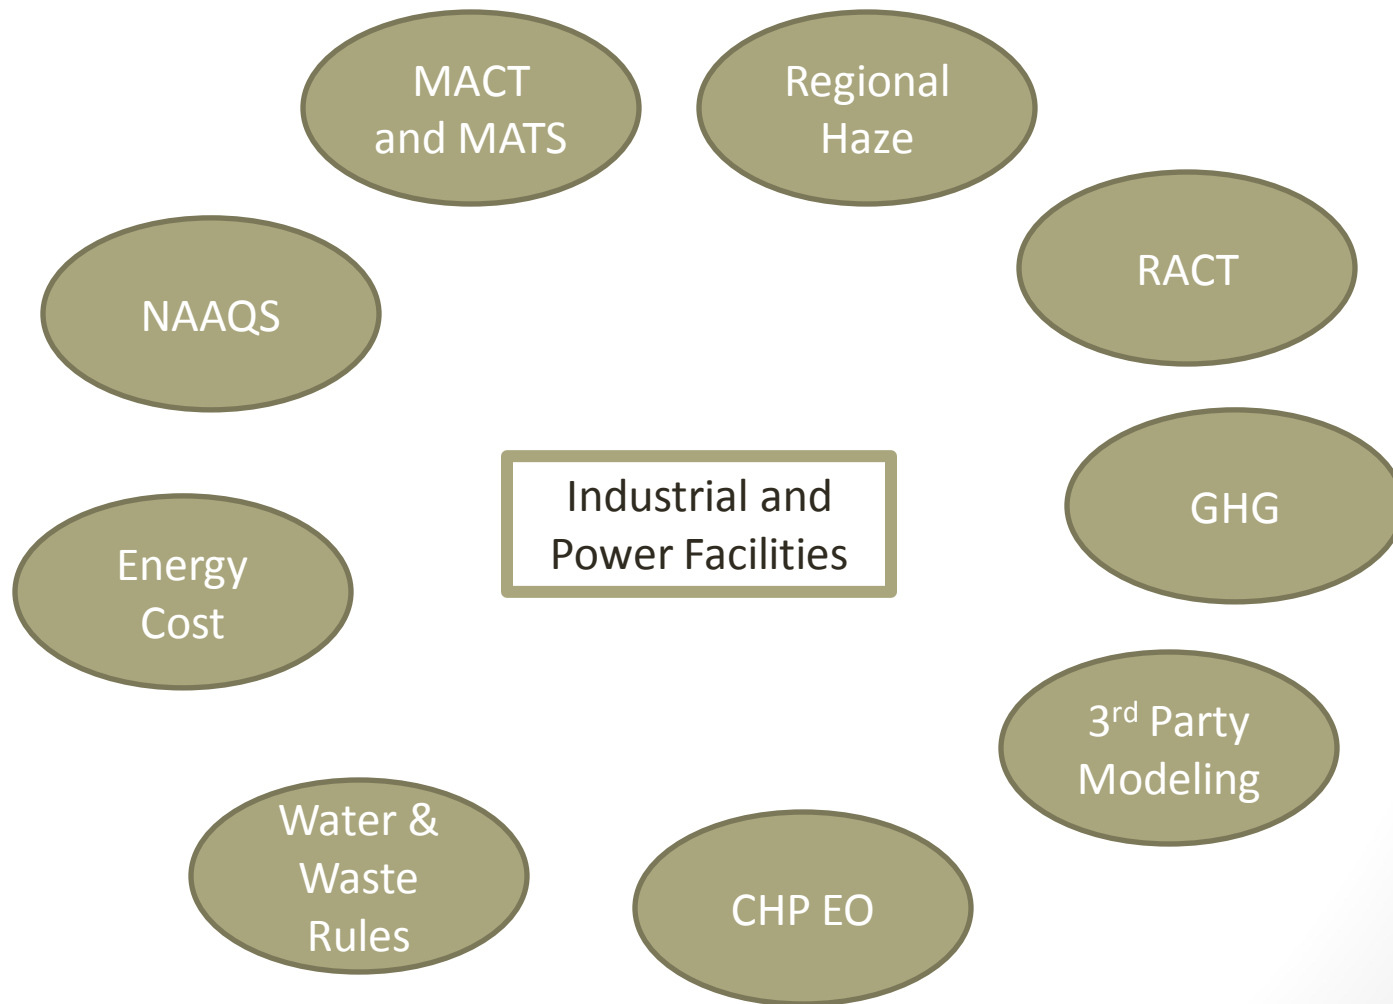 MACT
and MATS
Regional
Haze
RACT
NAAQS
GHG
Industrial and
Power Facilities
Energy
Cost
3rd Party
Modeling
Water &
Waste
Rules
CHP EO